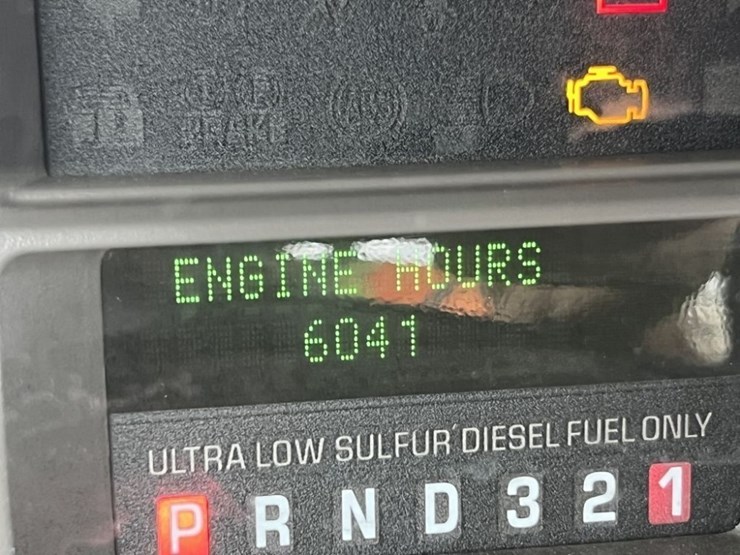 BRAKE
ENGINE HOURS
6041
ULTRA LOW SULFUR DIESEL FUEL ONLY
P R N D 3 2 1